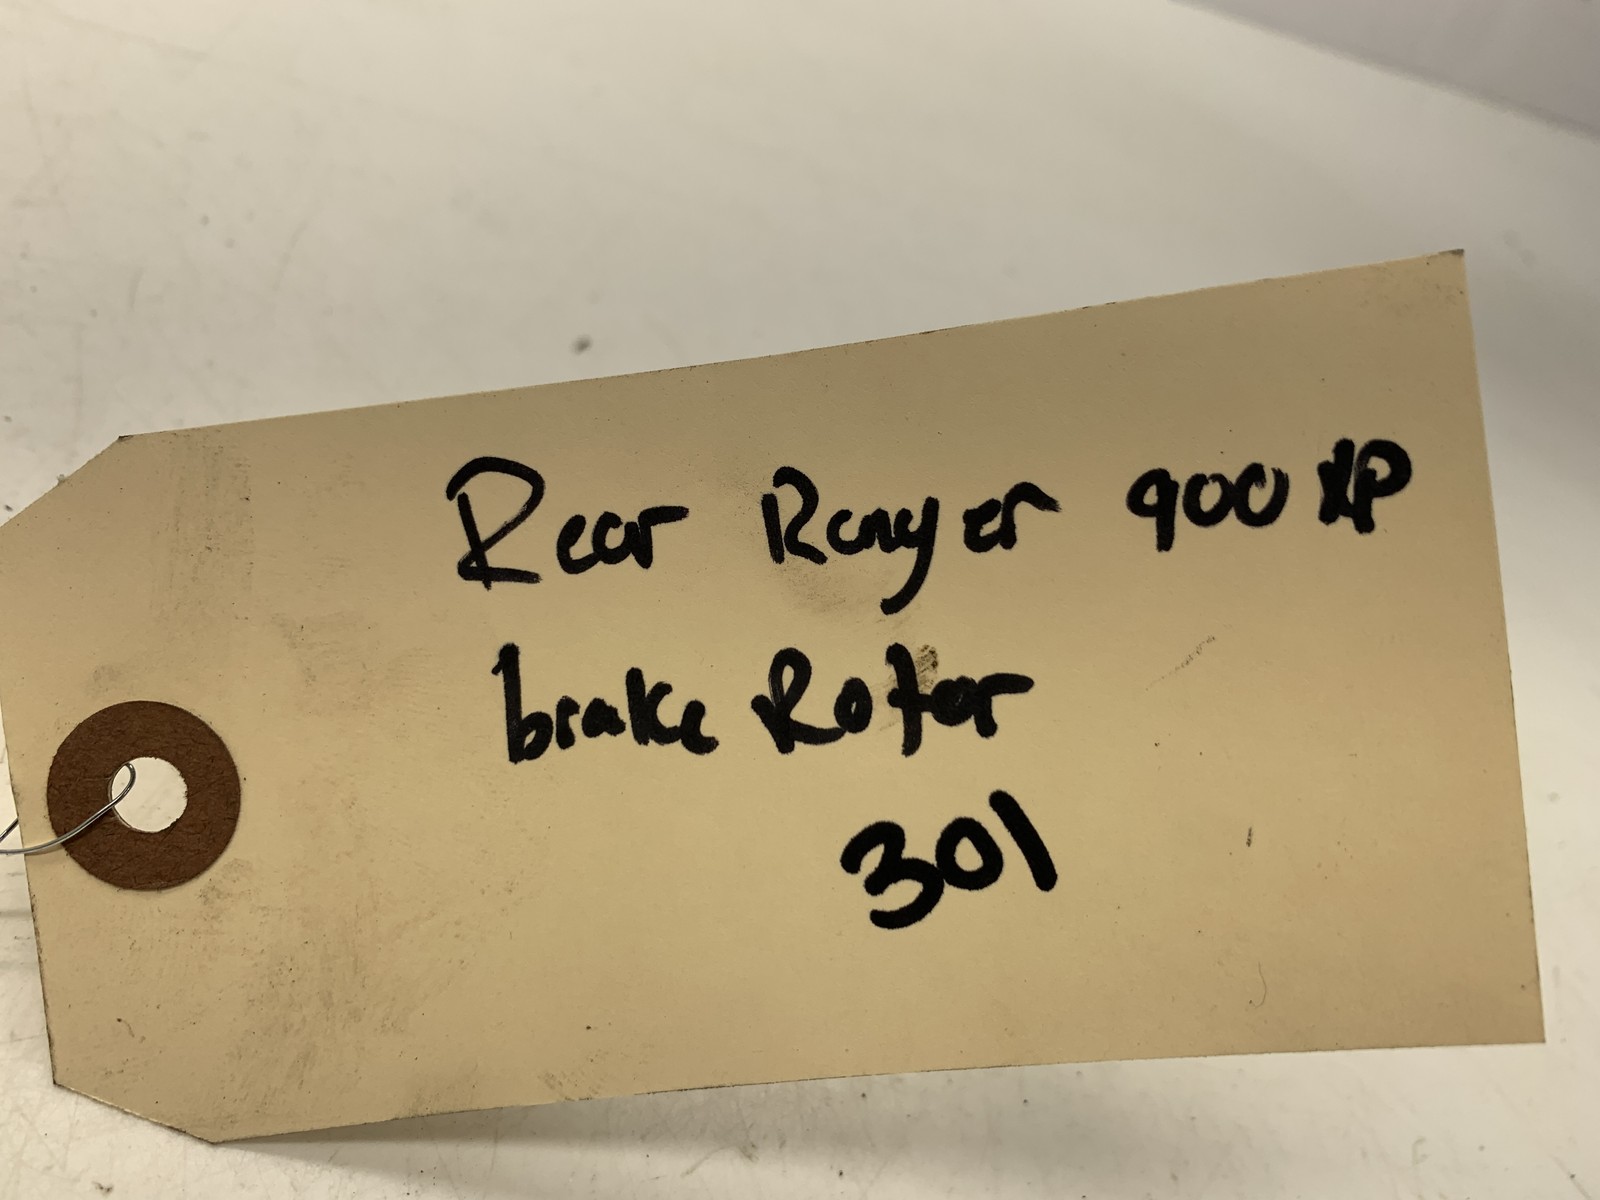 Rear Ranger 900 XP
brake Rotor
301